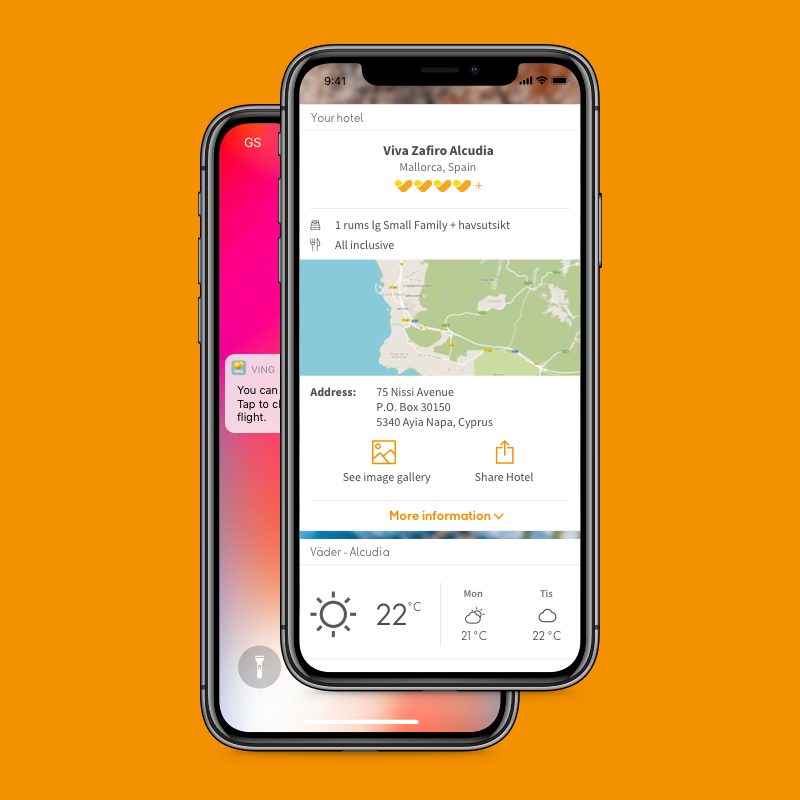 9:41
Your hotel
Viva Zafiro Alcudia
Mallorca, Spain
+
1 rums lg Small Family + havsutsikt
All inclusive
Address: 75 Nissi Avenue
P.O. Box 30150
5340 Ayia Napa, Cyprus
See image gallery
Share Hotel
More information
Väder - Alcudia
22°C
Mon
21°C
Tis
22°C
GS
VING
You can
Tap to cl
flight.